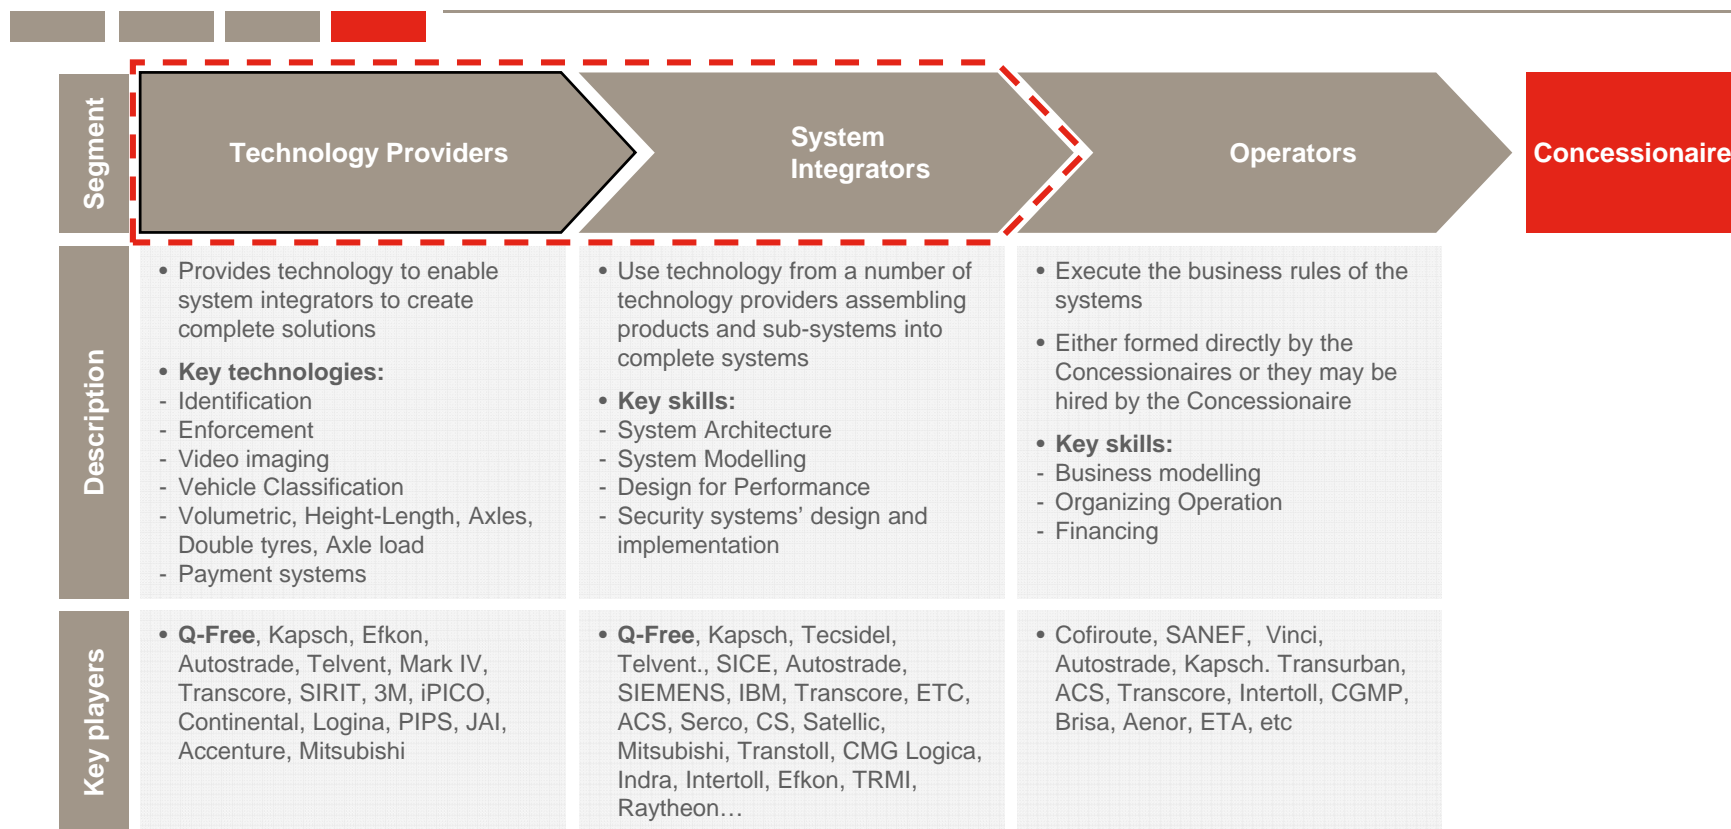 Segment
Technology Providers
System
Integrators
Operators
Concessionaire
Description
• Provides technology to enable
system integrators to create
complete solutions
• Key technologies:
- Identification
- Enforcement
- Video imaging
- Vehicle Classification
- Volumetric, Height-Length, Axles,
Double tyres, Axle load
- Payment systems
• Use technology from a number of
technology providers assembling
products and sub-systems into
complete systems
• Key skills:
- System Architecture
- System Modelling
- Design for Performance
- Security systems’ design and
implementation
• Execute the business rules of the
systems
• Either formed directly by the
Concessionaires or they may be
hired by the Concessionaire
• Key skills:
- Business modelling
- Organizing Operation
- Financing
Key players
• Q-Free, Kapsch, Efkon,
Autostrade, Telvent, Mark IV,
Transcore, SIRIT, 3M, iPICO,
Continental, Logina, PIPS, JAI,
Accenture, Mitsubishi
• Q-Free, Kapsch, Tecsidel,
Telvent., SICE, Autostrade,
SIEMENS, IBM, Transcore, ETC,
ACS, Serco, CS, Satellic,
Mitsubishi, Transtoll, CMG Logica,
Indra, Intertoll, Efkon, TRMI,
Raytheon…
• Cofiroute, SANEF, Vinci,
Autostrade, Kapsch. Transurban,
ACS, Transcore, Intertoll, CGMP,
Brisa, Aenor, ETA, etc